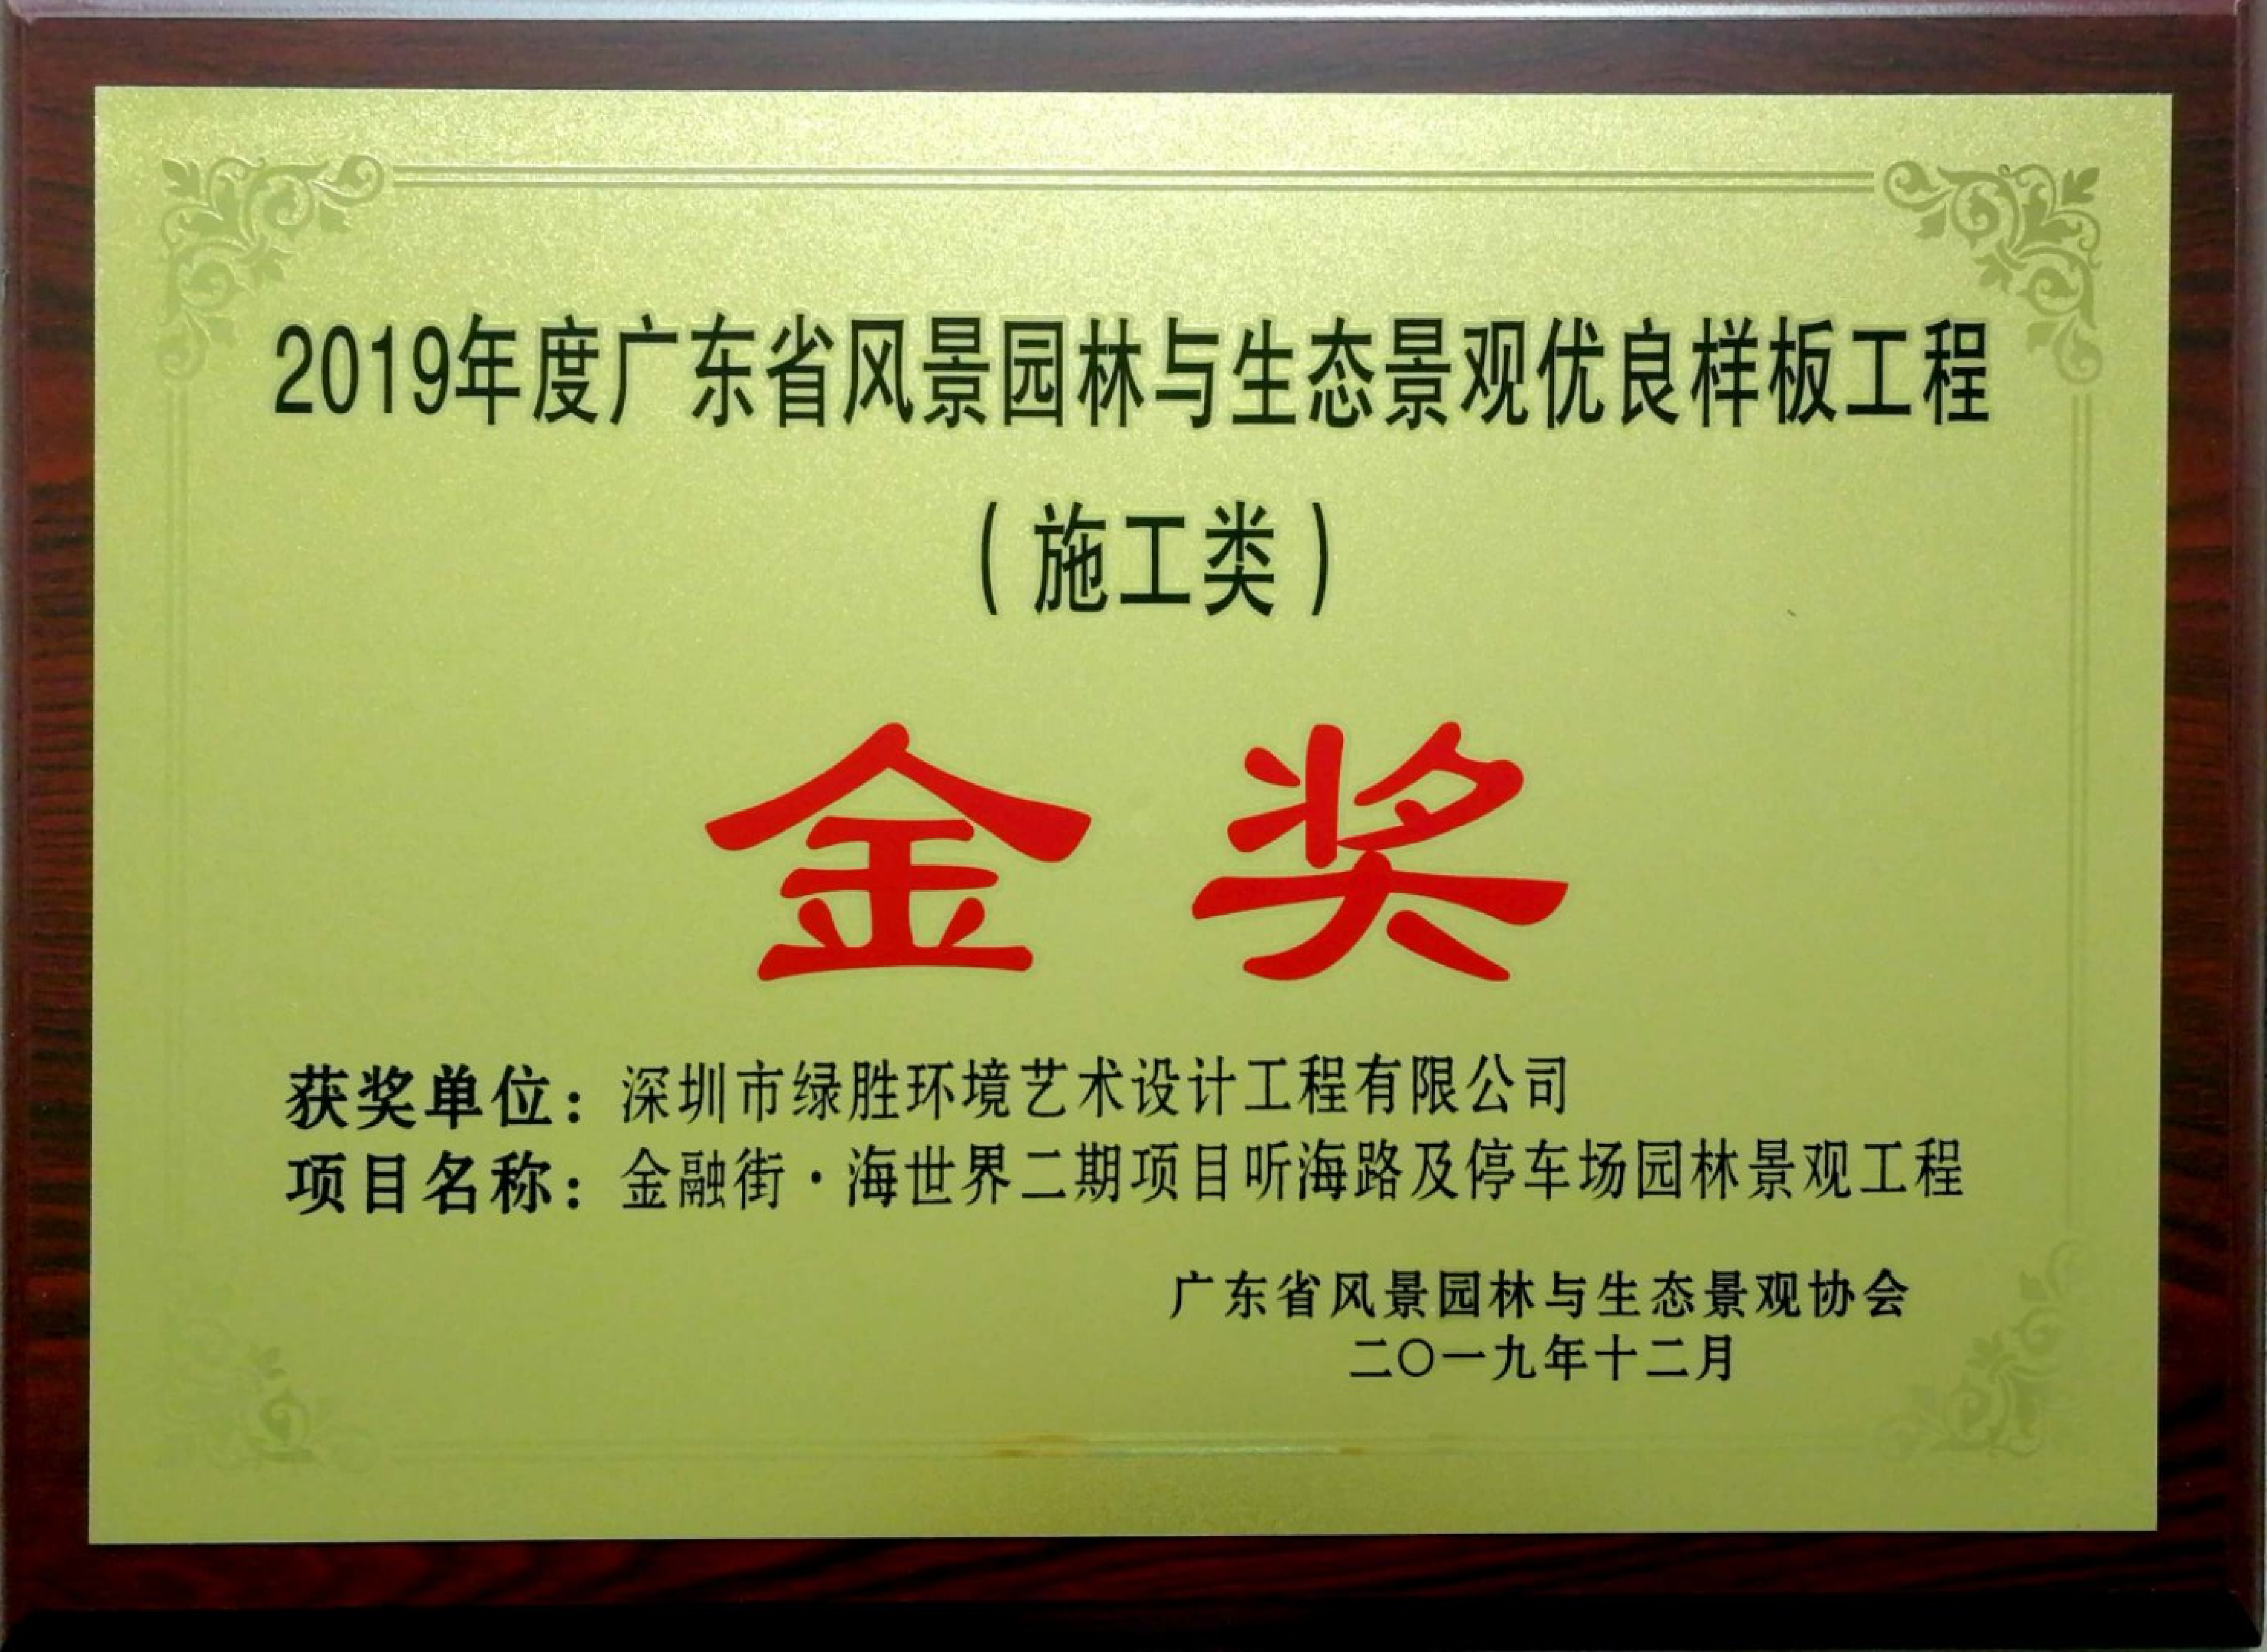 2019年度广东省风景园林与生态景观优良样板工程
（施工类）
金奖
获奖单位：深圳市绿胜环境艺术设计工程有限公司
项目名称：金融街·海世界二期项目听海路及停车场园林景观工程
广东省风景园林与生态景观协会
二〇一九年十二月